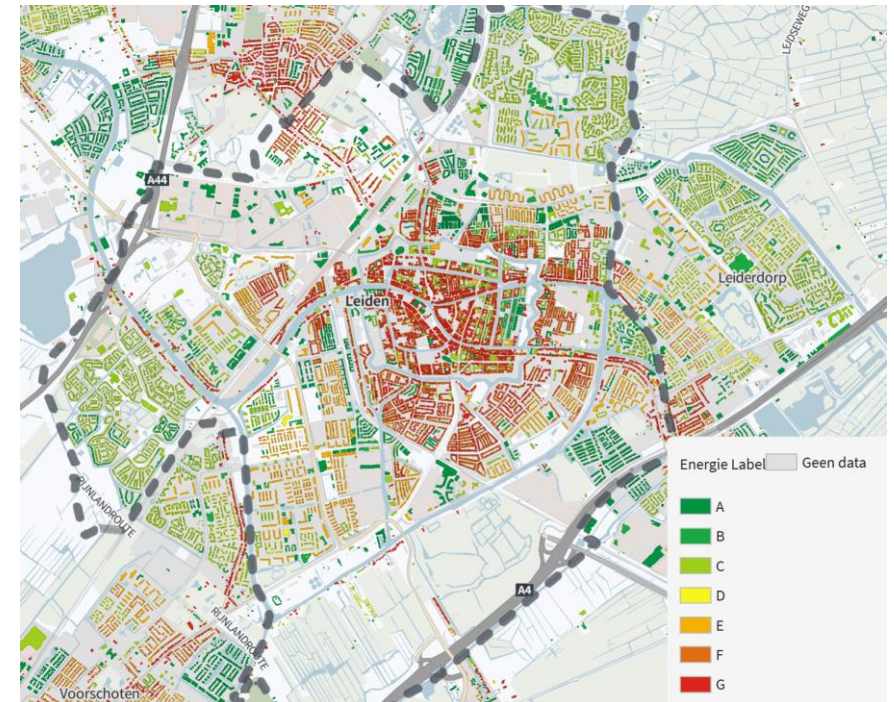 LEIDSEWEG
A44
Leiderdorp
Leiden
RIJNLANDROUTE
A4
RIJNLANDROUTE
Voorschoten
Energie Label
Geen data
A
B
C
D
E
F
G